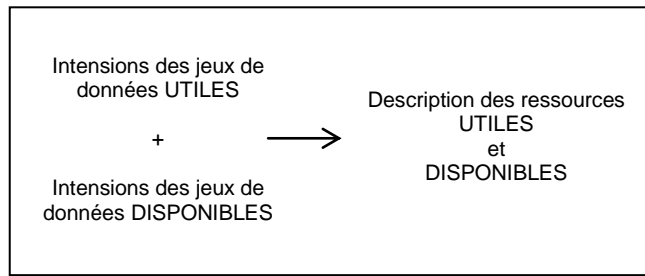 Intensions des jeux de
données UTILES
+
Intensions des jeux de
données DISPONIBLES
Description des ressources
UTILES
et
DISPONIBLES